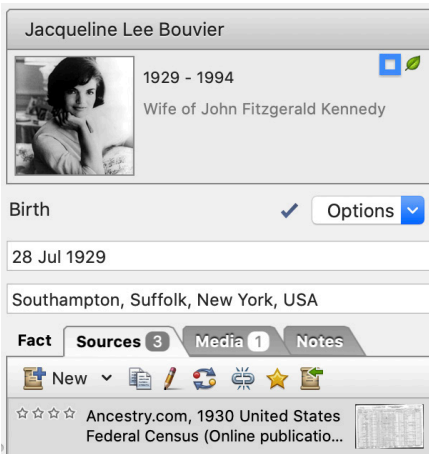 Jacqueline Lee Bouvier
1929 - 1994
Wife of John Fitzgerald Kennedy
Birth
Options
28 Jul 1929
Southampton, Suffolk, New York, USA
Fact Sources 3 Media 1 Notes
New
Ancestry.com, 1930 United States
Federal Census (Online publicatio...